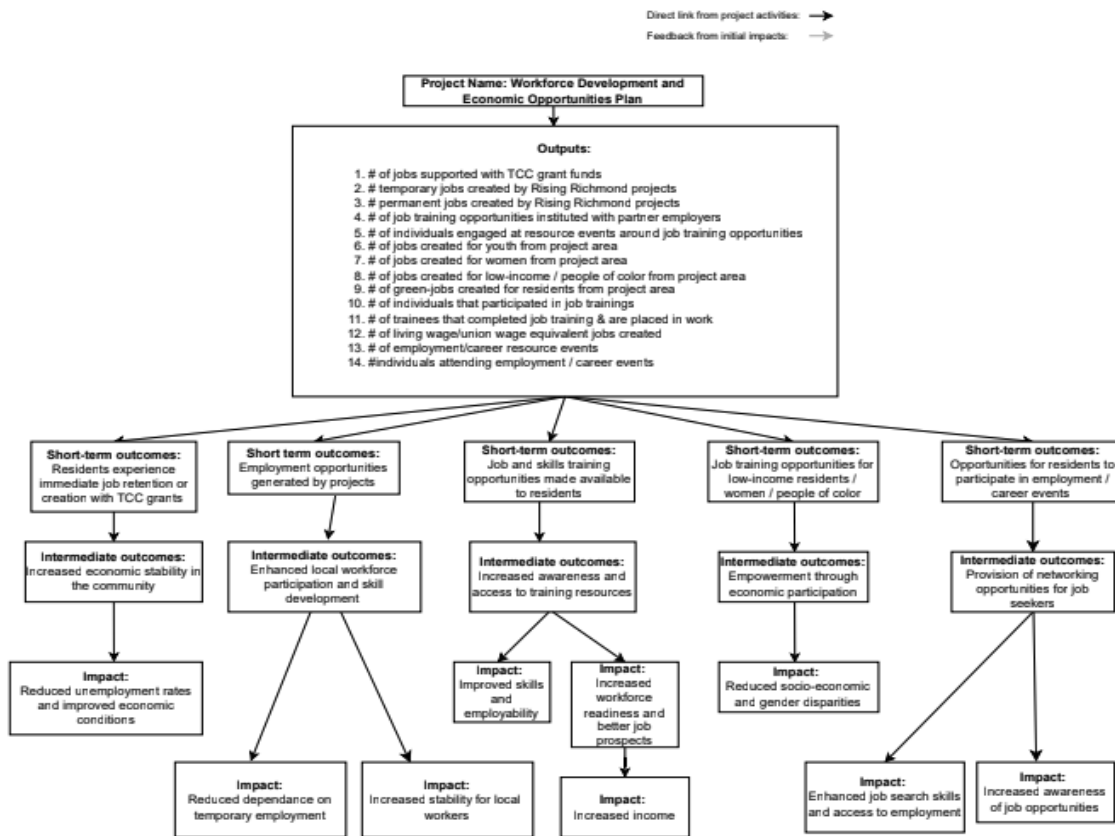 Direct link from project activities:
Feedback from initial impacts:
Project Name: Workforce Development and
Economic Opportunities Plan
Outputs:
1. # of jobs supported with TCC grant funds
2. # temporary jobs created by Rising Richmond projects
3. # permanent jobs created by Rising Richmond projects
4. # of job training opportunities instituted with partner employers
5. # of individuals engaged at resource events around job training opportunities
6. # of jobs created for youth from project area
7. # of jobs created for women from project area
8. # of jobs created for low-income / people of color from project area
9. # of green-jobs created for residents from project area
10. # of individuals that participated in job trainings
11. # of trainees that completed job training & are placed in work
12. # of living wage/union wage equivalent jobs created
13. # of employment/career resource events
14. #individuals attending employment / career events
Short-term outcomes:
Residents experience
immediate job retention or
creation with TCC grants
Short term outcomes:
Employment opportunities
generated by projects
Short-term outcomes:
Job and skills training
opportunities made available
to residents
Short-term outcomes:
Job training opportunities for
low-income residents /
women / people of color
Short-term outcomes:
Opportunities for residents to
participate in employment /
career events
Intermediate outcomes:
Increased economic stability in
the community
Intermediate outcomes:
Enhanced local workforce
participation and skill
development
Intermediate outcomes:
Increased awareness and
access to training resources
Intermediate outcomes:
Empowerment through
economic participation
Intermediate outcomes:
Provision of networking
opportunities for job
seekers
Impact:
Reduced unemployment rates
and improved economic
conditions
Impact:
Improved skills
and
employability
Impact:
Increased
workforce
readiness and
better job
prospects
Impact:
Reduced socio-economic
and gender disparities
Impact:
Reduced dependance on
temporary employment
Impact:
Increased stability for local
workers
Impact:
Increased income
Impact:
Enhanced job search skills
and access to employment
Impact:
Increased awareness
of job opportunities